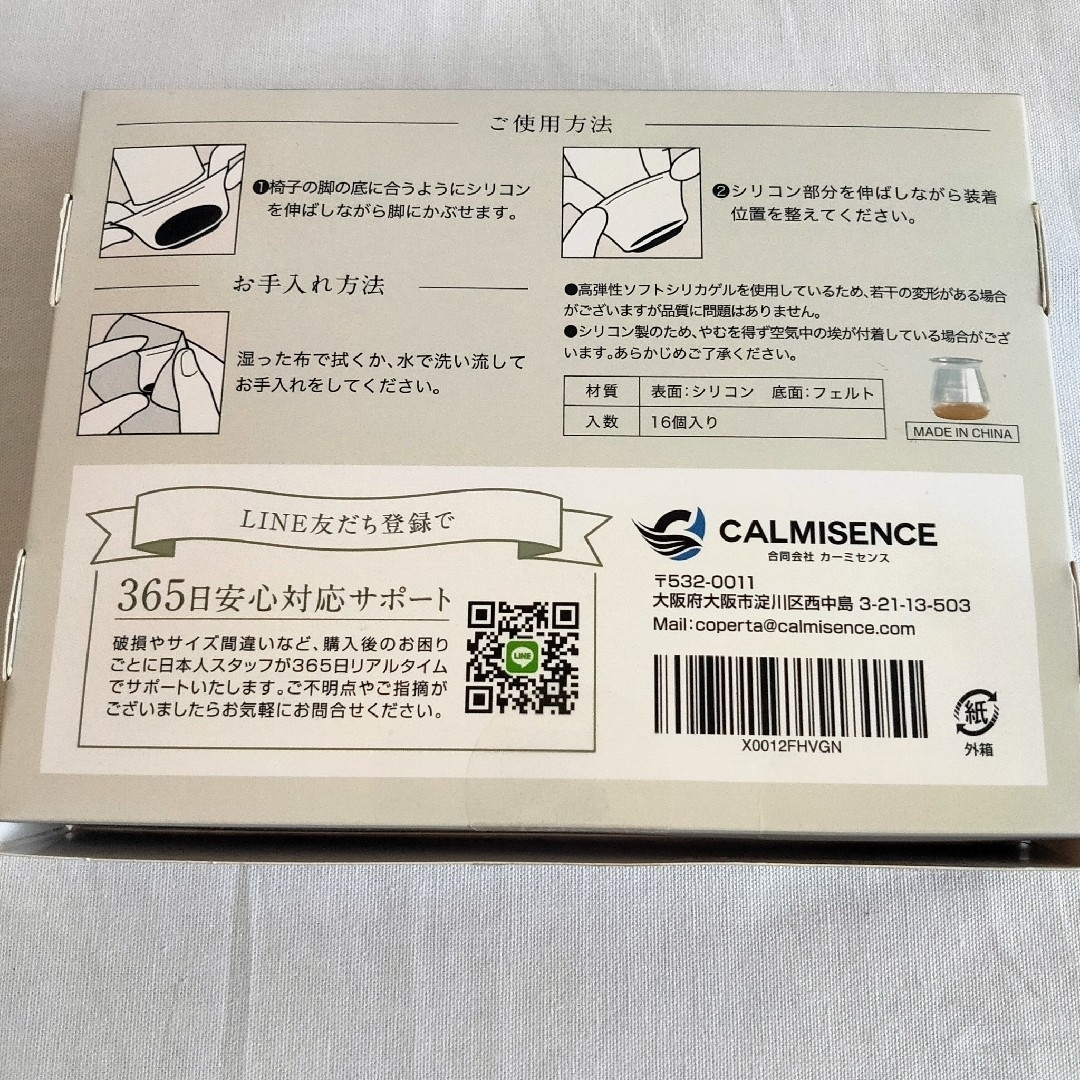 ご使用方法
❶椅子の脚の底に合うようにシリコン
を伸ばしながら脚にかぶせます。
❷シリコン部分を伸ばしながら装着
位置を整えてください。
お手入れ方法
湿った布で拭くか、水で洗い流して
お手入れをしてください。
●高弾性ソフトシリカゲルを使用しているため、若干の変形がある場合
がございますが品質に問題はありません。
●シリコン製のため、やむを得ず空気中の埃が付着している場合がござ
います。あらかじめご了承ください。
材質 表面:シリコン 底面:フェルト
入数 16個入り
MADE IN CHINA
LINE友だち登録で
365日安心対応サポート
破損やサイズ間違いなど、購入後のお困り
ごとに日本人スタッフが365日リアルタイム
でサポートいたします。ご不明点やご指摘が
ございましたらお気軽にお問合せください。
LINE
CALMISENCE
合同会社 カーミセンス
〒532-0011
大阪府大阪市淀川区西中島 3-21-13-503
Mail:coperta@calmisence.com
X0012FHVGN
紙
外箱